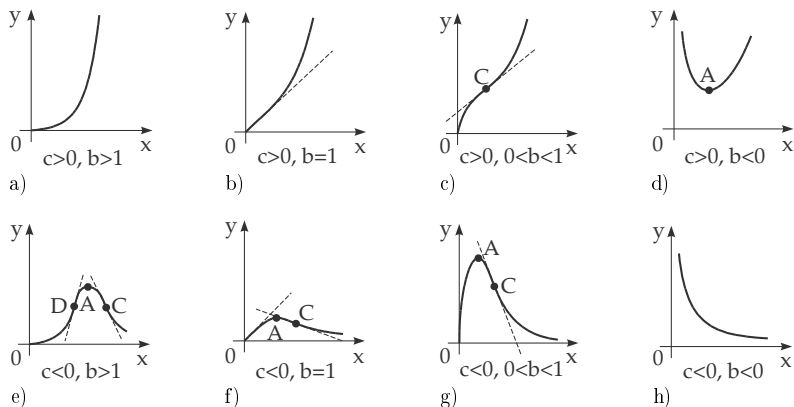 y
0
x
c>0, b>1
a)
y
0
x
c>0, b=1
b)
y
C
0
x
c>0, 0<b<1
c)
y
A
0
x
c>0, b<0
d)
y
D
A
C
0
x
c<0, b>1
e)
y
A
C
0
x
c<0, b=1
f)
y
A
C
0
x
c<0, 0<b<1
g)
y
0
x
c<0, b<0
h)